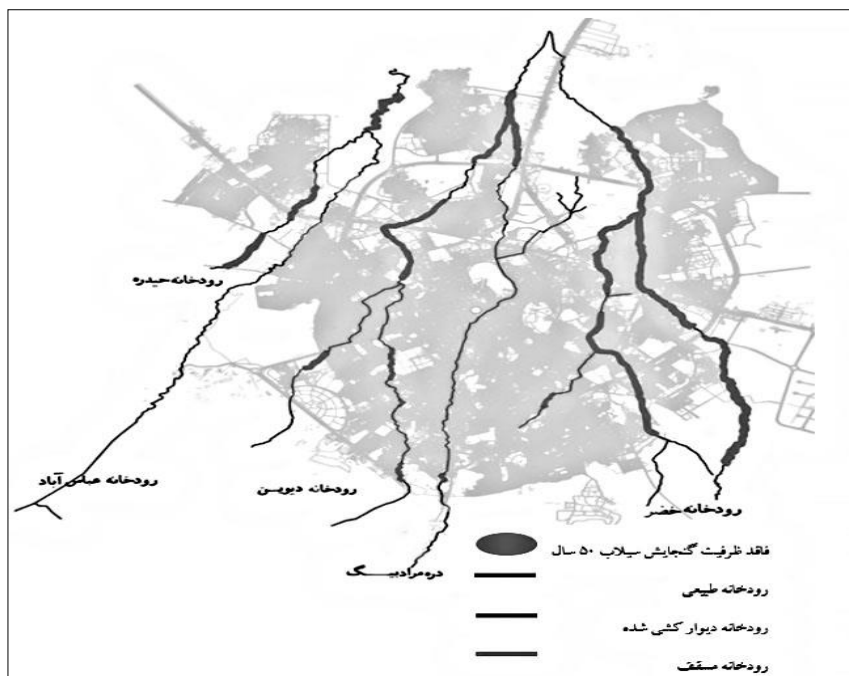 رودخانه حیدره
رودخانه عباس آباد
رودخانه دیوین
رودخانه خضر
دره مرادبیگ
فاقد ظرفیت گنجایش سیلاب ۵۰ سال
رودخانه طبیعی
رودخانه دیوار کشی شده
رودخانه مسقف